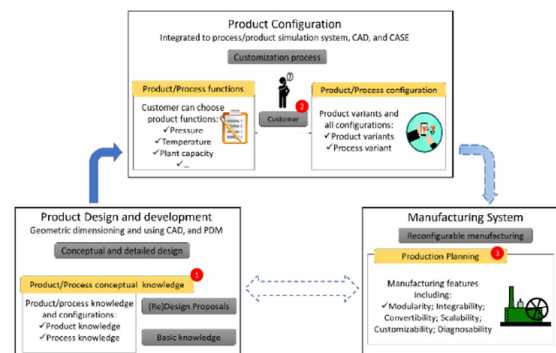 Product Configuration
Integrated to process/product simulation system, CAD, and CASE
Customization process
Product/Process functions
Customer can choose
product functions:
✓Pressure
✓Temperature
✓Plant capacity
✓...
?
2
Customer
Product/Process configuration
Product variants and
all configurations:
✓Product variants
✓Process variant
Product Design and development
Geometric dimensioning and using CAD, and PDM
Conceptual and detailed design
1
Product/Process conceptual knowledge
Product/process knowledge
and configurations:
✓Product knowledge
✓Process knowledge
(Re)Design Proposals
Basic knowledge
Manufacturing System
Reconfigurable manufacturing
Production Planning
3
Manufacturing features
including:
✓Modularity; Integrability;
Convertibility; Scalability;
Customizability; Diagnosability